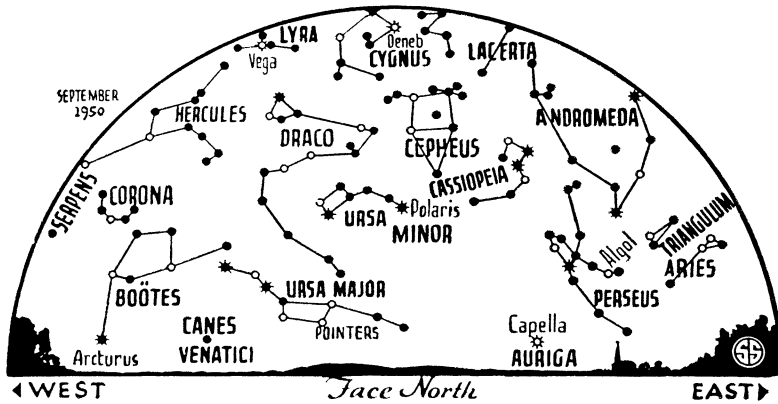 LYRA
Vega
Deneb
CYGNUS
LACERTA
SEPTEMBER
1950
HERCULES
DRACO
CEPHEUS
ANDROMEDA
CASSIOPEIA
SERPENS
CORONA
URSA
MINOR
Polaris
TRIANGULUM
ARIES
Algol
PERSEUS
BOÖTES
URSA MAJOR
POINTERS
CANES
VENATICI
Arcturus
Capella
AURIGA
SS
WEST
Face North
EAST